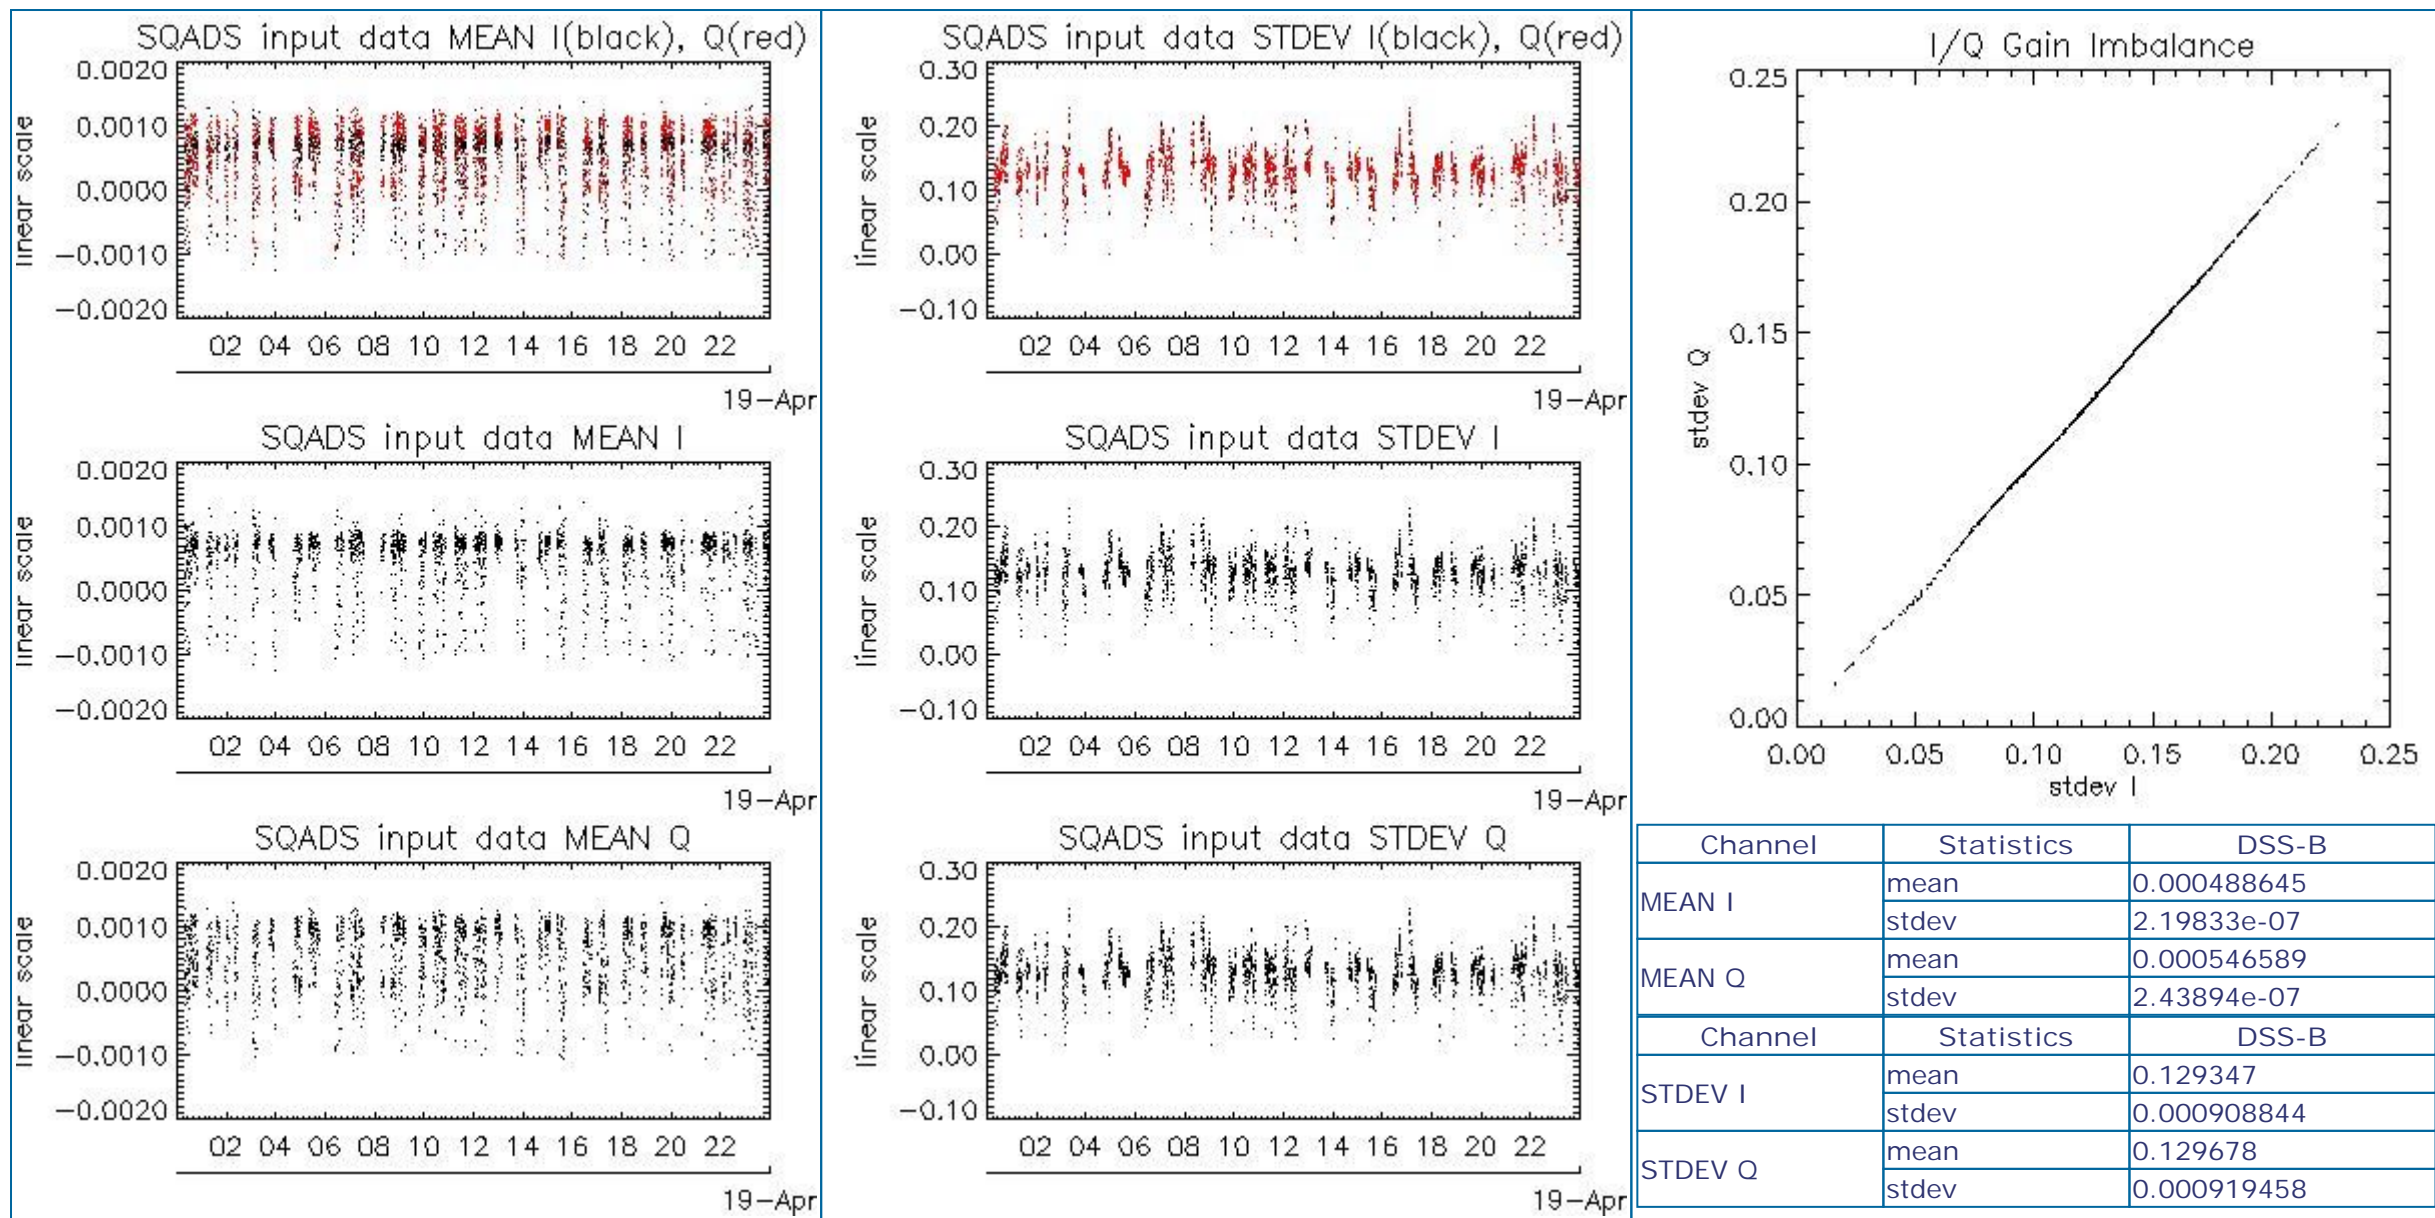 SQADS input data MEAN I(black), Q(red)
linear scale
0.0020
0.0010
0.0000
−0.0010
−0.0020
02 04 06 08 10 12 14 16 18 20 22
19−Apr
SQADS input data MEAN I
linear scale
0.0020
0.0010
0.0000
−0.0010
−0.0020
02 04 06 08 10 12 14 16 18 20 22
19−Apr
SQADS input data MEAN Q
linear scale
0.0020
0.0010
0.0000
−0.0010
−0.0020
02 04 06 08 10 12 14 16 18 20 22
19−Apr
SQADS input data STDEV I(black), Q(red)
linear scale
0.30
0.20
0.10
0.00
−0.10
02 04 06 08 10 12 14 16 18 20 22
19−Apr
SQADS input data STDEV I
linear scale
0.30
0.20
0.10
0.00
−0.10
02 04 06 08 10 12 14 16 18 20 22
19−Apr
SQADS input data STDEV Q
linear scale
0.30
0.20
0.10
0.00
−0.10
02 04 06 08 10 12 14 16 18 20 22
19−Apr
I/Q Gain Imbalance
stdev Q
0.25
0.20
0.15
0.10
0.05
0.00
0.00 0.05 0.10 0.15 0.20 0.25
stdev I
Channel Statistics DSS-B
MEAN I mean 0.000488645
stdev 2.19833e-07
MEAN Q mean 0.000546589
stdev 2.43894e-07
Channel Statistics DSS-B
STDEV I mean 0.129347
stdev 0.000908844
STDEV Q mean 0.129678
stdev 0.000919458